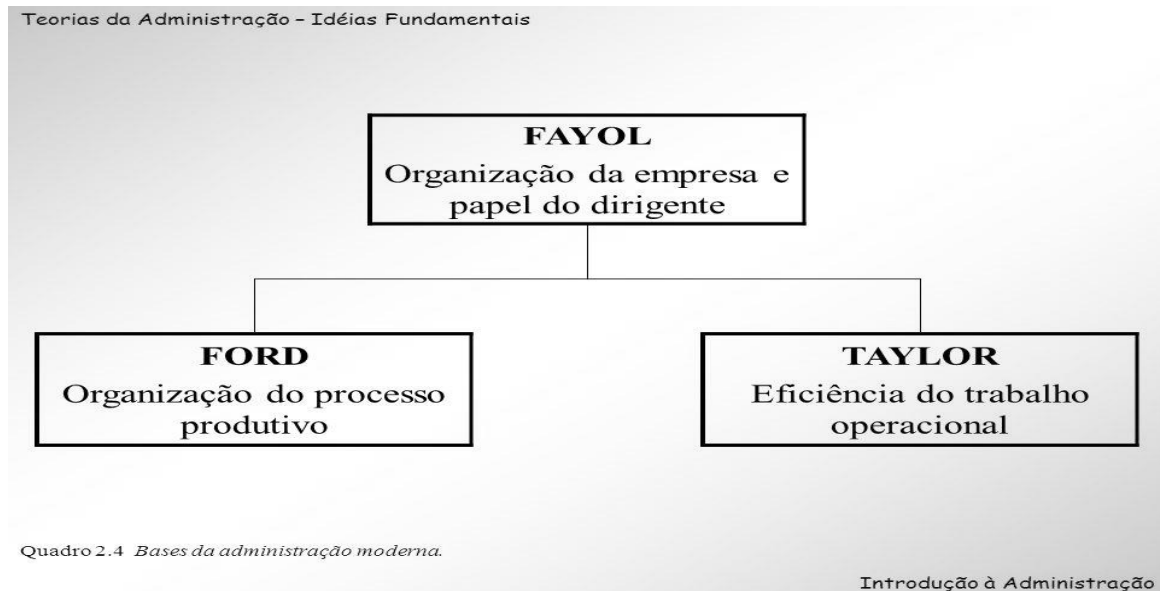 Teorias da Administração – Idéias Fundamentais
FAYOL
Organização da empresa e
papel do dirigente
FORD
Organização do processo
produtivo
TAYLOR
Eficiência do trabalho
operacional
Quadro 2.4 Bases da administração moderna.
Introdução à Administração